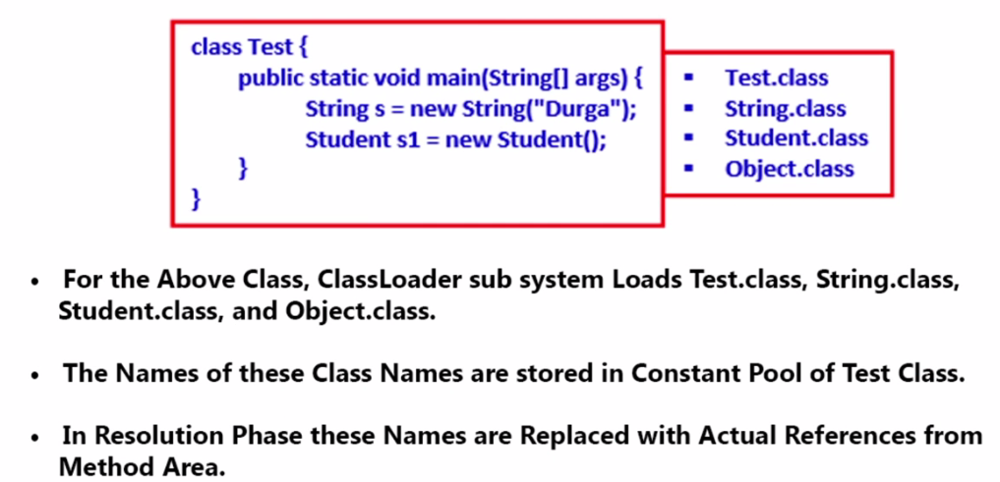 class Test {
public static void main(String[] args) {
String s = new String("Durga");
Student s1 = new Student();
}
}
▪ Test.class
▪ String.class
▪ Student.class
▪ Object.class
• For the Above Class, ClassLoader sub system Loads Test.class, String.class,
Student.class, and Object.class.
• The Names of these Class Names are stored in Constant Pool of Test Class.
• In Resolution Phase these Names are Replaced with Actual References from
Method Area.